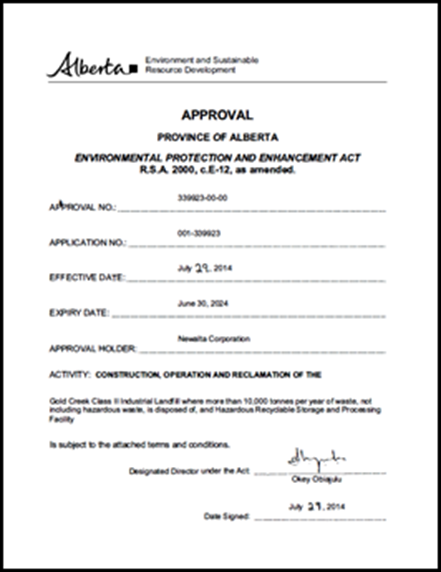 Alberta
Environment and Sustainable
Resource Development
APPROVAL
PROVINCE OF ALBERTA
ENVIRONMENTAL PROTECTION AND ENHANCEMENT ACT
R.S.A. 2000, c.E-12, as amended.
APPROVAL NO.: 339923-00-00
APPLICATION NO.: 001-339923
EFFECTIVE DATE: July 29, 2014
EXPIRY DATE: June 30, 2024
APPROVAL HOLDER: Newalta Corporation
ACTIVITY: CONSTRUCTION, OPERATION AND RECLAMATION OF THE
Gold Creek Class II Industrial Landfill where more than 10,000 tonnes per year of waste, not
including hazardous waste, is disposed of, and Hazardous Recyclable Storage and Processing
Facility
Is subject to the attached terms and conditions.
Designated Director under the Act:
Okey Obiajulu
July 29, 2014
Date Signed: